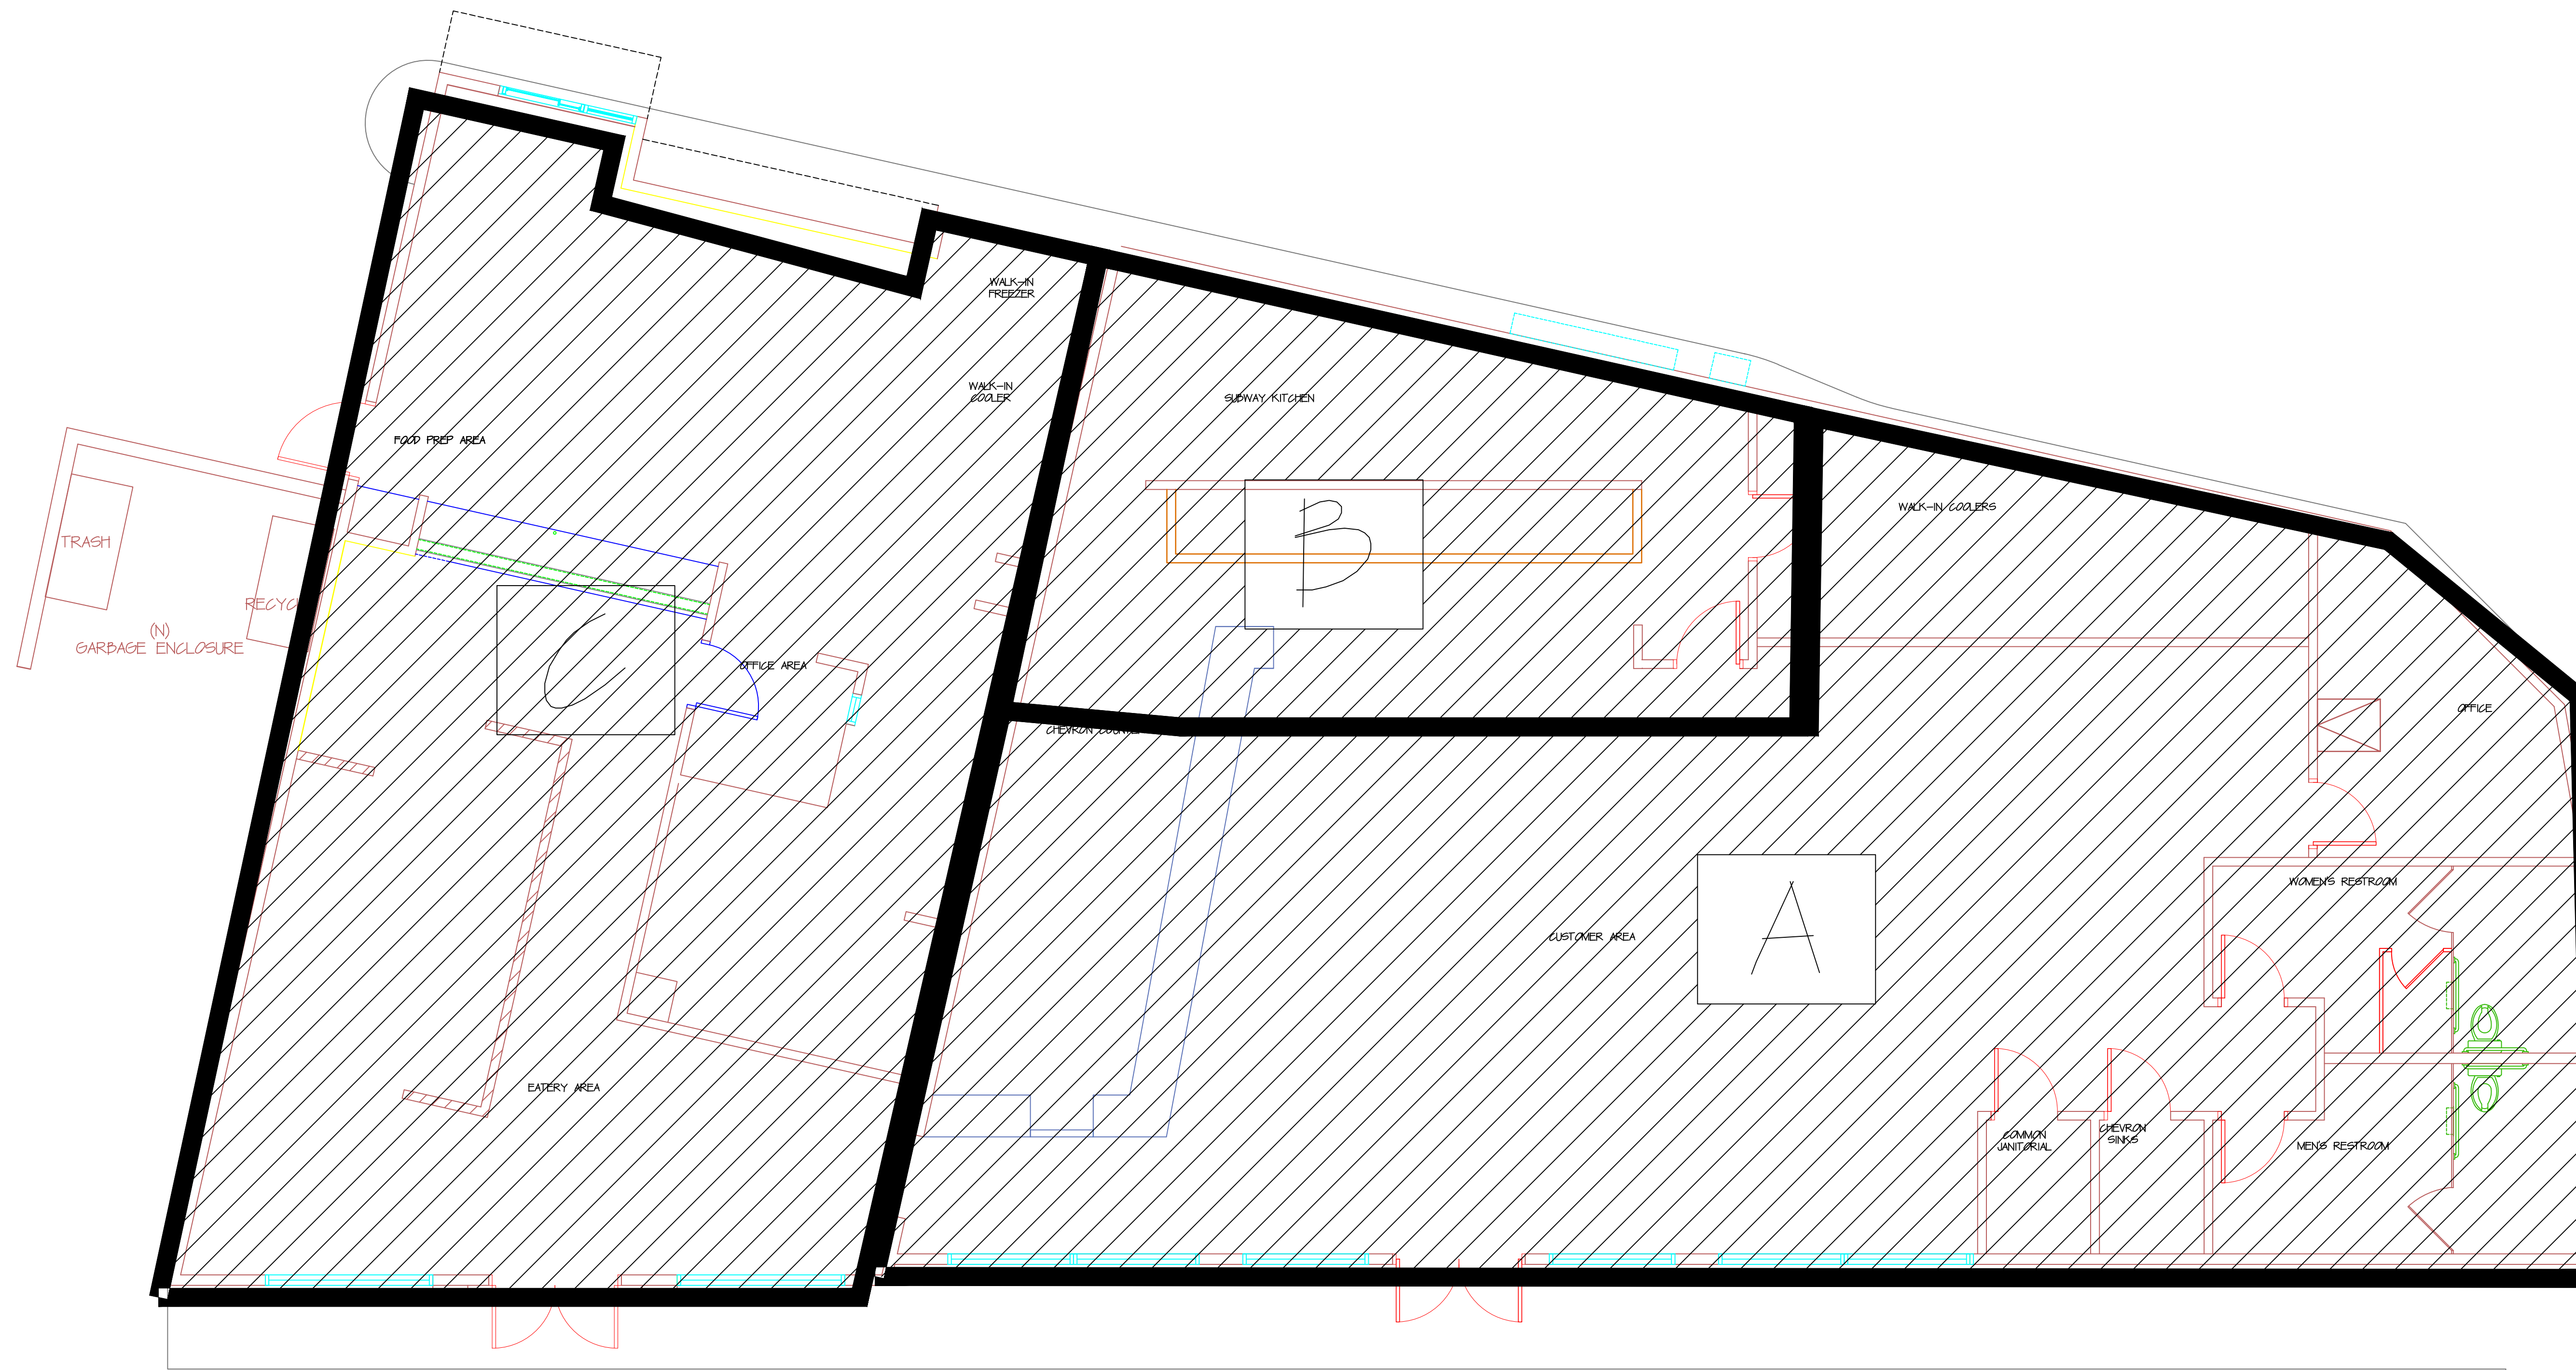 WALK-IN
FREEZER
WALK-IN
COOLER
SUBWAY KITCHEN
FOOD PREP AREA
WALK-IN COOLERS
B
TRASH
RECYC
(N)
GARBAGE ENCLOSURE
C
OFFICE AREA
OFFICE
CHEVRON
WOMEN'S RESTROOM
A
CUSTOMER AREA
EATERY AREA
COMMON
JANITORIAL
CHEVRON
SINKS
MEN'S RESTROOM